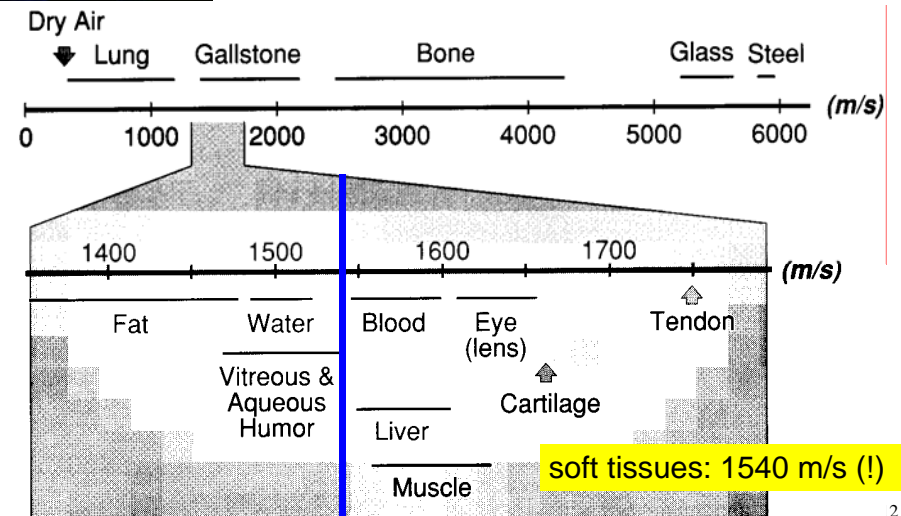 Dry Air
Lung Gallstone Bone Glass Steel
(m/s)
0 1000 2000 3000 4000 5000 6000
1400 1500 1600 1700
(m/s)
Fat Water Blood Eye (lens) Tendon
Vitreous & Aqueous Humor
Cartilage
Liver
Muscle
soft tissues: 1540 m/s (!)
2